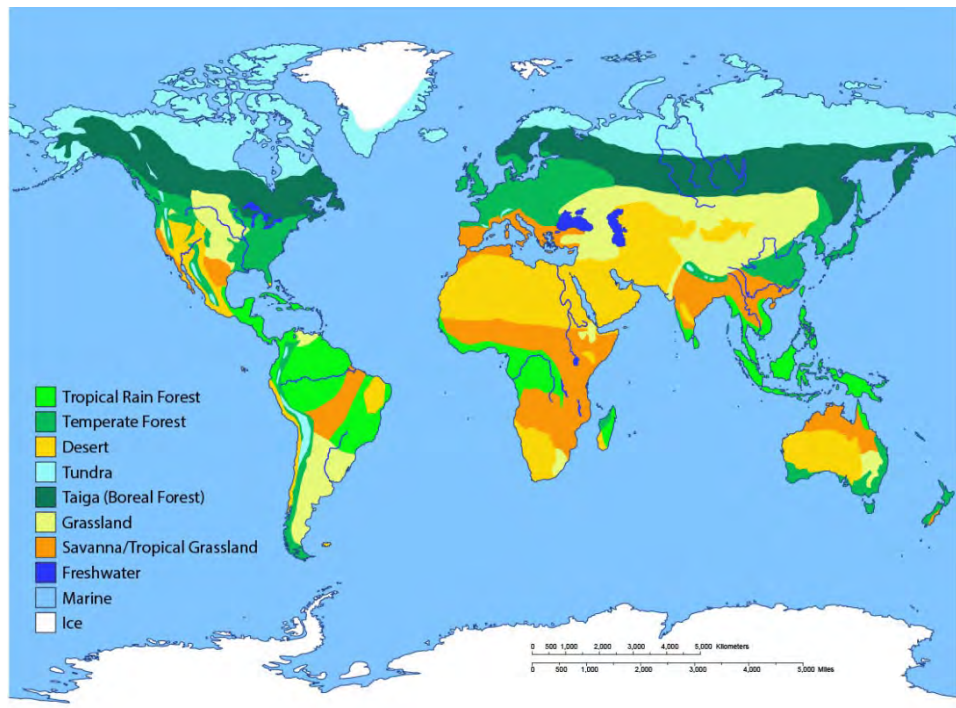 Tropical Rain Forest
Temperate Forest
Desert
Tundra
Taiga (Boreal Forest)
Grassland
Savanna/Tropical Grassland
Freshwater
Marine
Ice
0 500 1,000 2,000 3,000 4,000 5,000 Kilometers
0 500 1,000 2,000 3,000 4,000 5,000 Miles